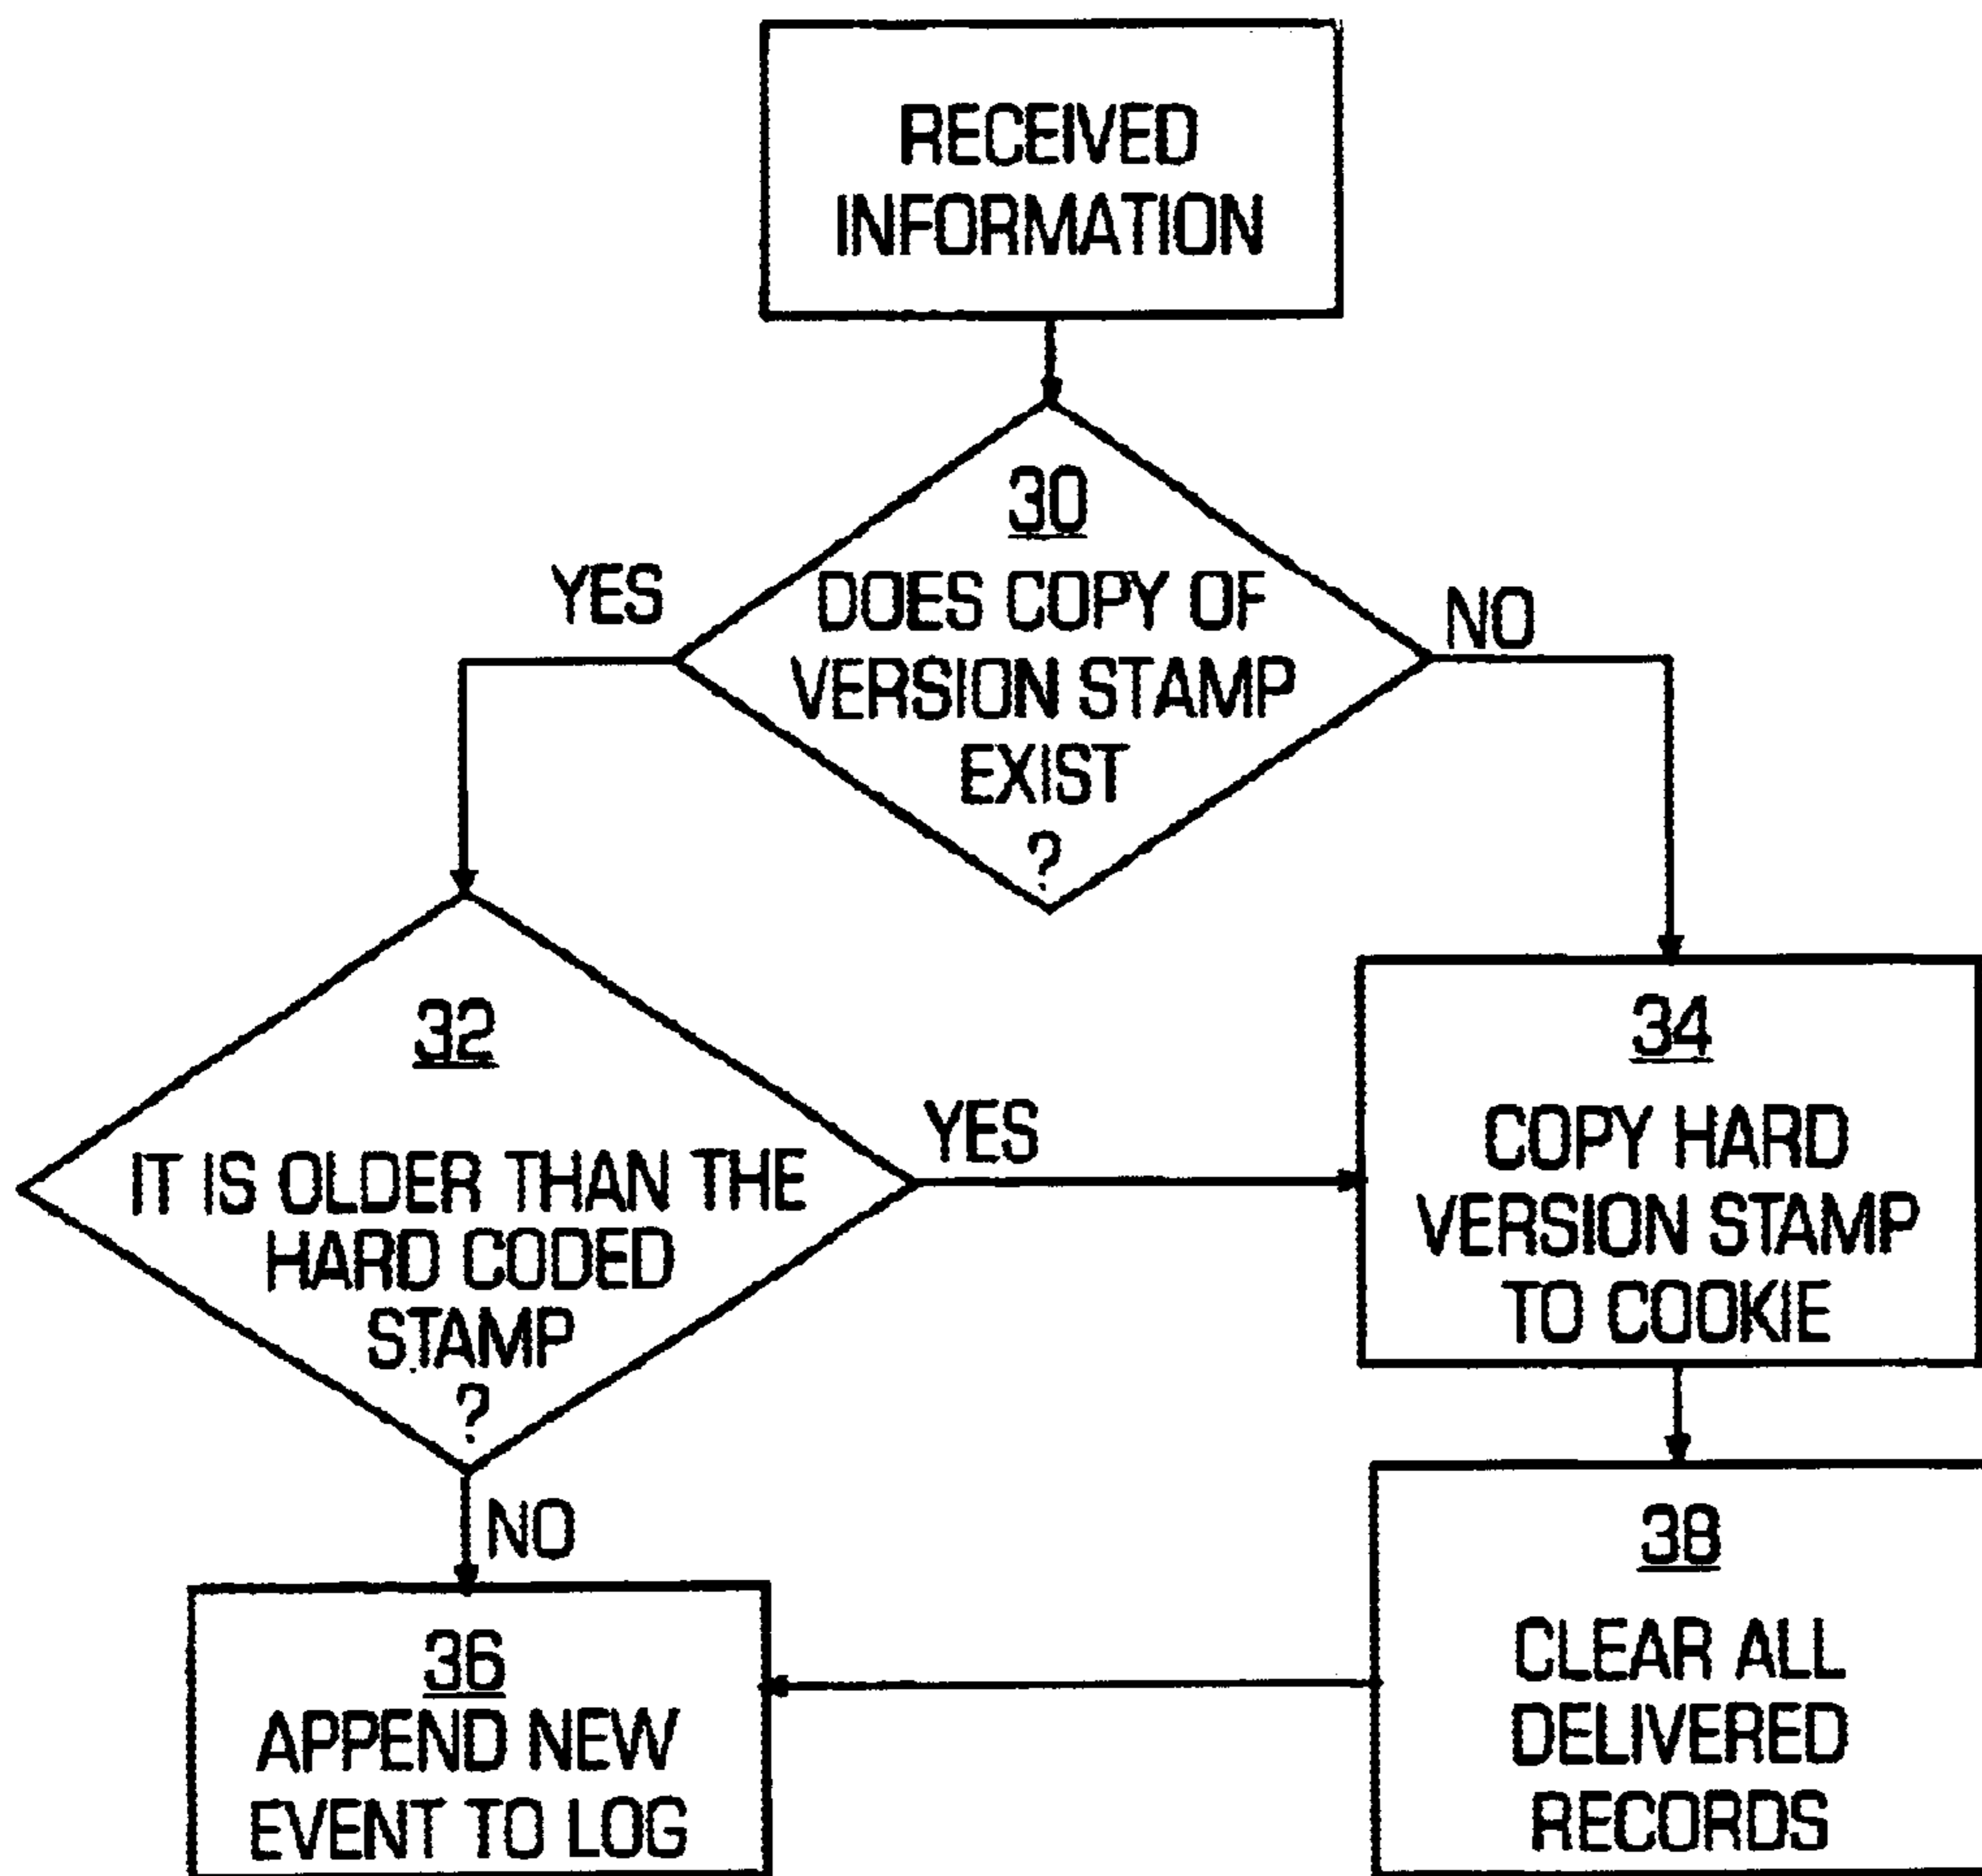 RECEIVED
INFORMATION
30
DOES COPY OF
VERSION STAMP
EXIST
?
YES
NO
32
IT IS OLDER THAN THE
HARD CODED
STAMP
?
YES
34
COPY HARD
VERSION STAMP
TO COOKIE
NO
36
APPEND NEW
EVENT TO LOG
38
CLEAR ALL
DELIVERED
RECORDS